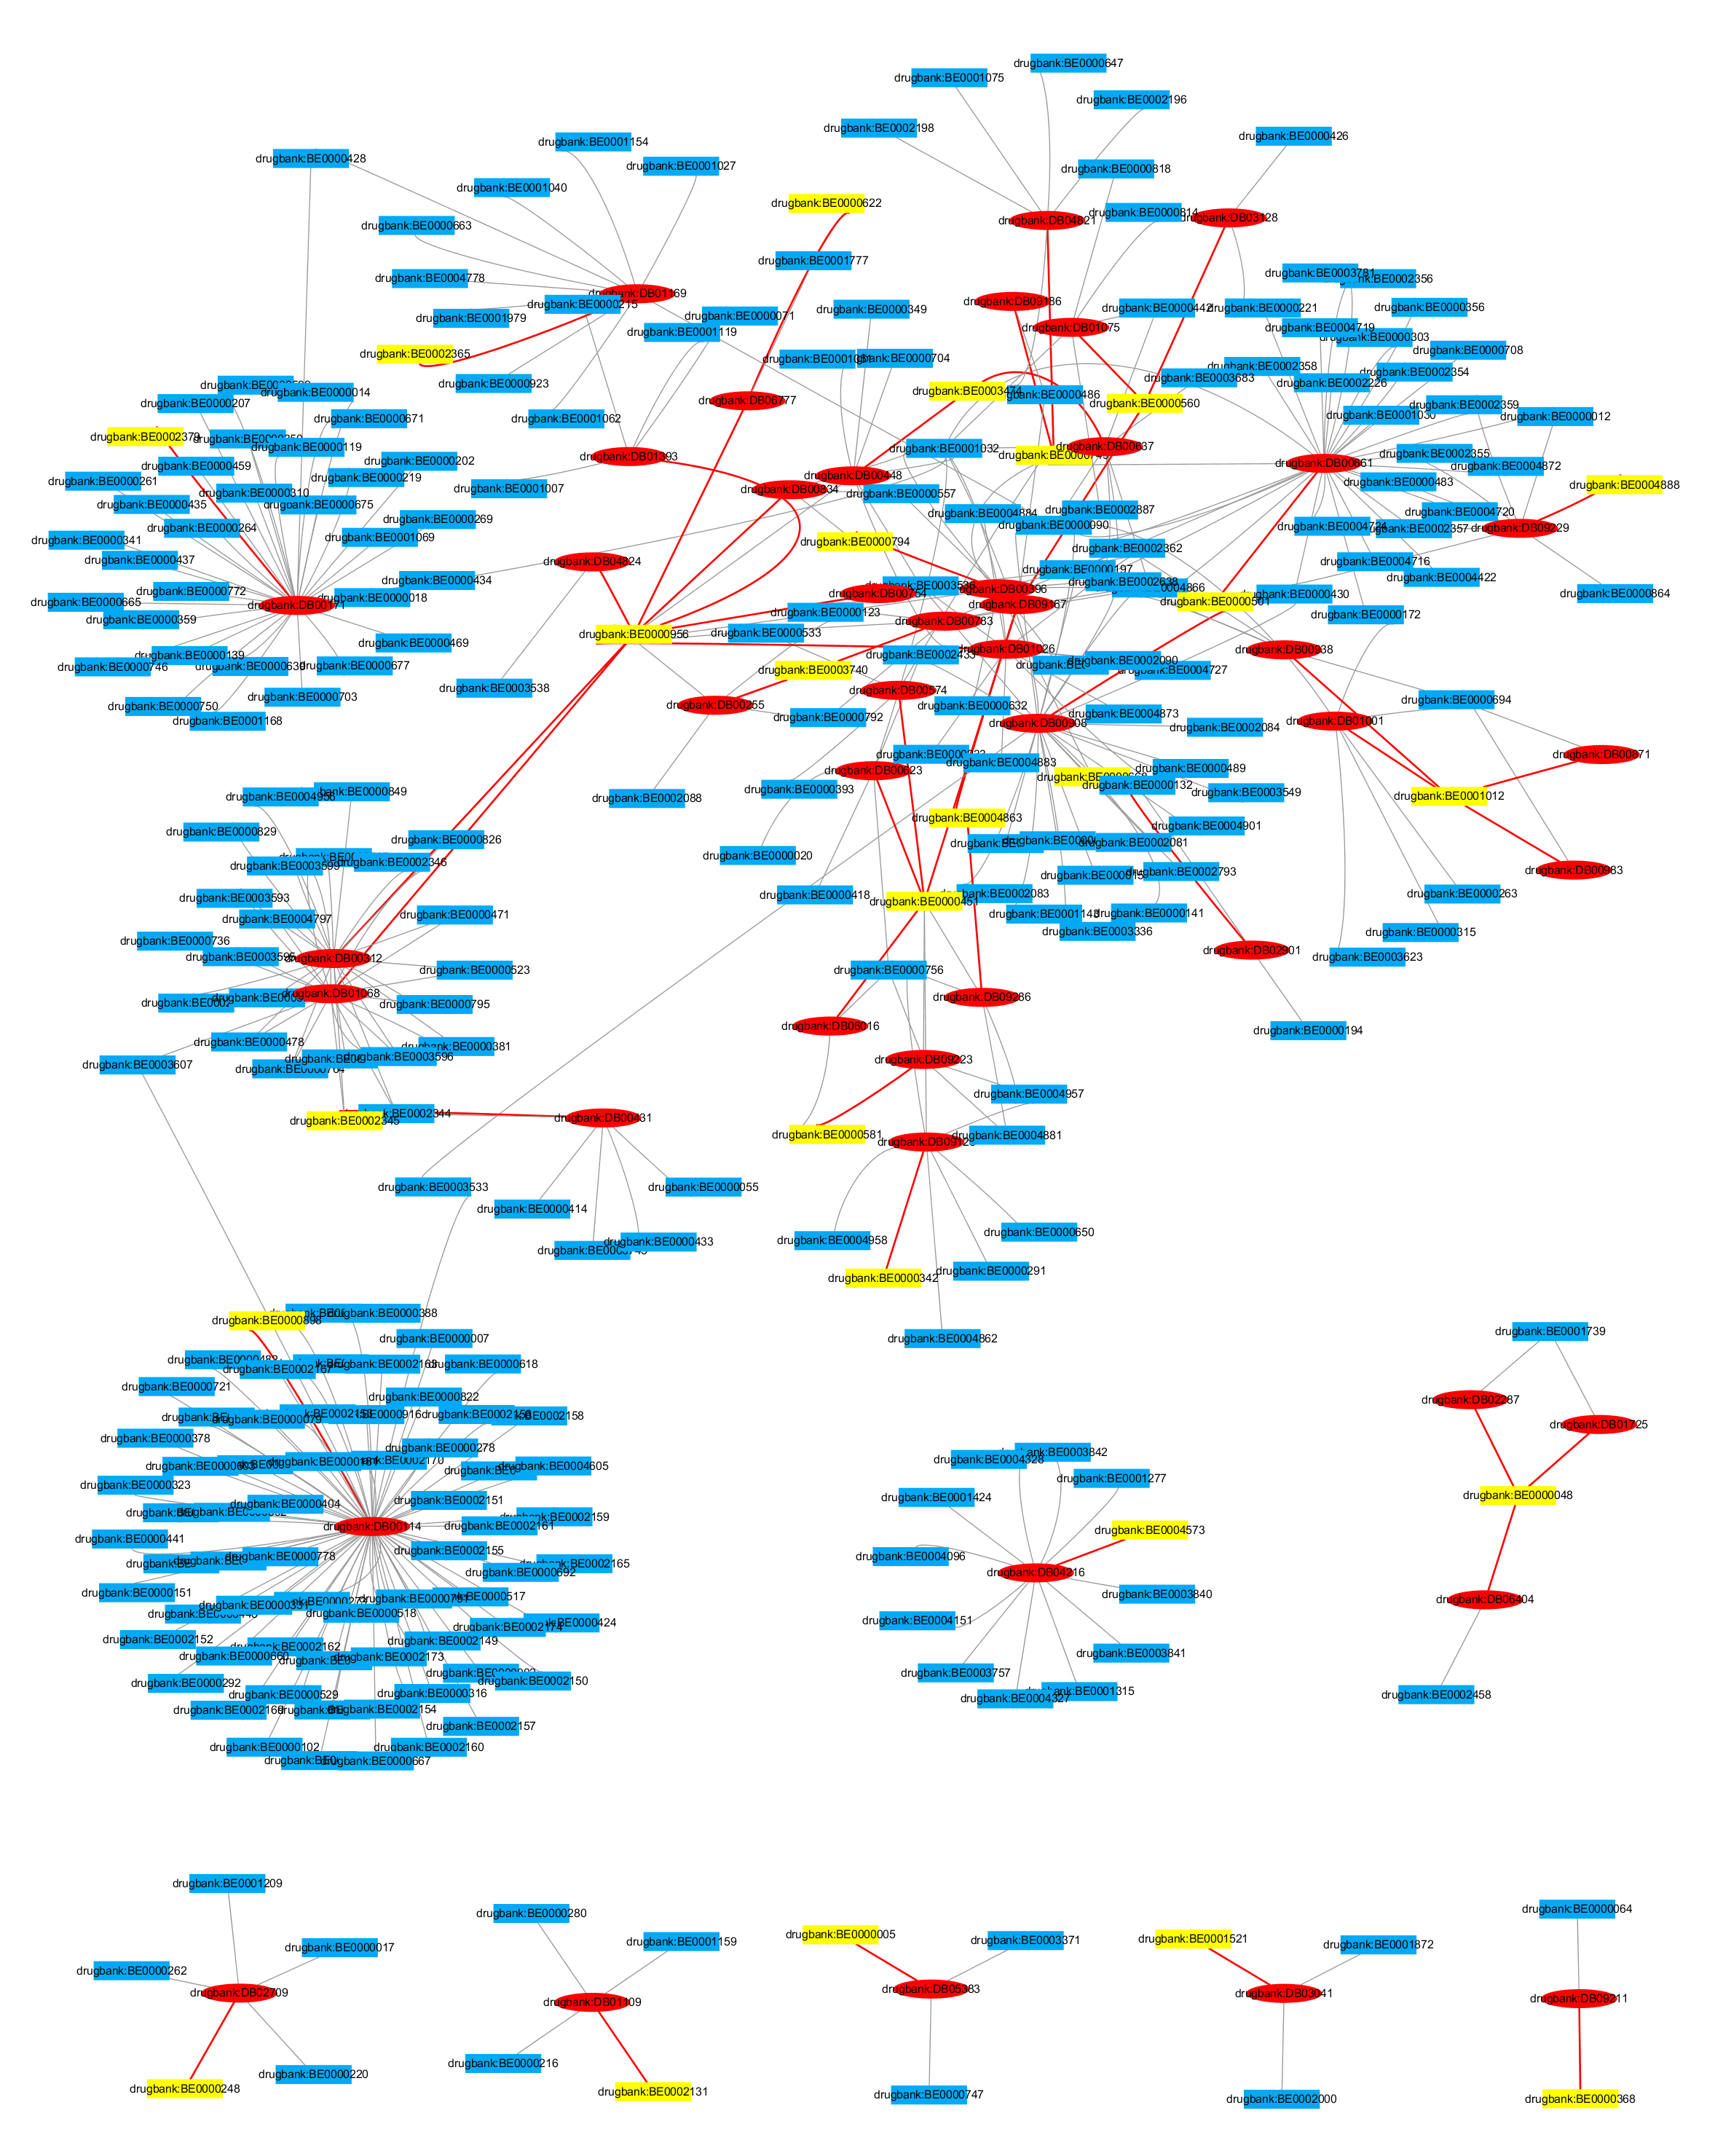 drugbank:BE0000647
drugbank:BE0001075
drugbank:BE0002196
drugbank:BE0002198
drugbank:BE0000426
drugbank:BE0001154
drugbank:BE0000428
drugbank:BE0001027
drugbank:BE0000818
drugbank:BE0001040
drugbank:BE0000622
drugbank:BE0000814
drugbank:DB04821
drugbank:DB03128
drugbank:BE0000663
drugbank:BE0001777
drugbank:BE0004778
drugbank:BE0003781
drugbank:BE0002356
drugbank:DB01169
drugbank:BE0000215
drugbank:DB09186
drugbank:BE0000349
drugbank:BE0000442
drugbank:BE0000221
drugbank:BE0000356
drugbank:BE0001979
drugbank:BE0000071
drugbank:BE0001119
drugbank:DB01075
drugbank:BE0004719
drugbank:BE0000303
drugbank:BE0002365
drugbank:BE0000704
drugbank:BE0000708
drugbank:BE0002358
drugbank:BE0002354
drugbank:BE0003683
drugbank:BE0002226
drugbank:BE0000923
drugbank:BE0000014
drugbank:BE0003474
drugbank:BE0000486
drugbank:DB06777
drugbank:BE0000560
drugbank:BE0000207
drugbank:BE0002359
drugbank:BE0000012
drugbank:BE0001030
drugbank:BE0000671
drugbank:BE0001062
drugbank:BE0002379
drugbank:BE0000119
drugbank:BE0001032
drugbank:DB00637
drugbank:DB01393
drugbank:BE0002355
drugbank:BE0000202
drugbank:DB00661
drugbank:BE0004872
drugbank:BE0000459
drugbank:BE0000219
drugbank:DB00448
drugbank:BE0000483
drugbank:BE0004888
drugbank:BE0000261
drugbank:BE0001007
drugbank:DB00834
drugbank:BE0000557
drugbank:BE0000310
drugbank:BE0000435
drugbank:BE0000675
drugbank:BE0004884
drugbank:BE0002887
drugbank:BE0004720
drugbank:BE0000269
drugbank:BE0000090
drugbank:BE0004724
drugbank:BE0002357
drugbank:DB09229
drugbank:BE0000264
drugbank:BE0001069
drugbank:BE0000341
drugbank:BE0000794
drugbank:BE0002362
drugbank:BE0000437
drugbank:DB04824
drugbank:BE0004716
drugbank:BE0000197
drugbank:BE0004422
drugbank:BE0000434
drugbank:BE0002638
drugbank:BE0004866
drugbank:BE0000772
drugbank:DB00396
drugbank:DB00754
drugbank:BE0000430
drugbank:BE0000864
drugbank:BE0000018
drugbank:BE0000501
drugbank:BE0000665
drugbank:DB00171
drugbank:DB09167
drugbank:BE0000123
drugbank:BE0000172
drugbank:BE0000359
drugbank:DB00783
drugbank:BE0000956
drugbank:BE0000533
drugbank:BE0000469
drugbank:DB01026
drugbank:DB00938
drugbank:BE0002433
drugbank:BE0000139
drugbank:BE0002090
drugbank:BE0000746
drugbank:BE0000677
drugbank:BE0003740
drugbank:BE0004727
drugbank:BE0003538
drugbank:DB00574
drugbank:BE0000703
drugbank:BE0000694
drugbank:BE0000750
drugbank:DB00255
drugbank:BE0000632
drugbank:BE0001168
drugbank:BE0000792
drugbank:DB00908
drugbank:BE0004873
drugbank:DB01001
drugbank:BE0002084
drugbank:DB00871
drugbank:BE0004883
drugbank:DB00623
drugbank:BE0000489
drugbank:BE0000132
drugbank:BE0000393
drugbank:BE0003549
drugbank:BE0001012
drugbank:BE0000849
drugbank:BE0004956
drugbank:BE0002088
drugbank:BE0004863
drugbank:BE0004901
drugbank:BE0000829
drugbank:BE0000826
drugbank:BE0002081
drugbank:BE0000020
drugbank:BE0002346
drugbank:BE0003599
drugbank:BE0002793
drugbank:DB00983
drugbank:BE0003593
drugbank:BE0000418
drugbank:BE0002083
drugbank:BE0000263
drugbank:BE0000451
drugbank:BE0000471
drugbank:BE0004797
drugbank:BE0001143
drugbank:BE0000141
drugbank:BE0003336
drugbank:BE0000315
drugbank:BE0000736
drugbank:DB02901
drugbank:BE0003595
drugbank:DB00312
drugbank:BE0003623
drugbank:BE0000523
drugbank:BE0000756
drugbank:DB01068
drugbank:DB09286
drugbank:BE0000795
drugbank:DB06016
drugbank:BE0000194
drugbank:BE0000478
drugbank:BE0000381
drugbank:BE0003596
drugbank:DB09223
drugbank:BE0003607
drugbank:BE0004957
drugbank:BE0002344
drugbank:BE0002345
drugbank:DB00431
drugbank:BE0000581
drugbank:BE0004881
drugbank:BE0003533
drugbank:BE0000055
drugbank:BE0000414
drugbank:BE0000650
drugbank:BE0004958
drugbank:BE0000433
drugbank:BE0000291
drugbank:BE0000342
drugbank:BE0000388
drugbank:BE0000898
drugbank:BE0004862
drugbank:BE0000007
drugbank:BE0001739
drugbank:BE0002168
drugbank:BE0000618
drugbank:BE0002167
drugbank:BE0000721
drugbank:BE0000822
drugbank:DB02287
drugbank:BE0000916
drugbank:BE0002158
drugbank:BE0000079
drugbank:DB01725
drugbank:BE0000378
drugbank:BE0000278
drugbank:BE0003842
drugbank:BE0004328
drugbank:BE0002170
drugbank:BE0004605
drugbank:BE0001277
drugbank:BE0000323
drugbank:BE0000048
drugbank:BE0001424
drugbank:BE0002151
drugbank:BE0000404
drugbank:BE0002159
drugbank:DB00114
drugbank:BE0002161
drugbank:BE0004573
drugbank:BE0000441
drugbank:BE0002155
drugbank:BE0000778
drugbank:BE0004096
drugbank:BE0002165
drugbank:BE0000692
drugbank:DB04216
drugbank:BE0000151
drugbank:BE0003840
drugbank:BE0000517
drugbank:DB06404
drugbank:BE0000331
drugbank:BE0000518
drugbank:BE0004151
drugbank:BE0000424
drugbank:BE0002174
drugbank:BE0002152
drugbank:BE0002149
drugbank:BE0002162
drugbank:BE0003841
drugbank:BE0000660
drugbank:BE0002173
drugbank:BE0003757
drugbank:BE0000292
drugbank:BE0002150
drugbank:BE0001315
drugbank:BE0000529
drugbank:BE0000316
drugbank:BE0002458
drugbank:BE0004327
drugbank:BE0002169
drugbank:BE0002154
drugbank:BE0002157
drugbank:BE0000102
drugbank:BE0002160
drugbank:BE0000667
drugbank:BE0001209
drugbank:BE0000064
drugbank:BE0000280
drugbank:BE0000005
drugbank:BE0001521
drugbank:BE0003371
drugbank:BE0001159
drugbank:BE0001872
drugbank:BE0000017
drugbank:BE0000262
drugbank:DB05383
drugbank:DB02709
drugbank:DB03041
drugbank:DB09211
drugbank:DB01109
drugbank:BE0000216
drugbank:BE0000220
drugbank:BE0000248
drugbank:BE0002131
drugbank:BE0000747
drugbank:BE0002000
drugbank:BE0000368